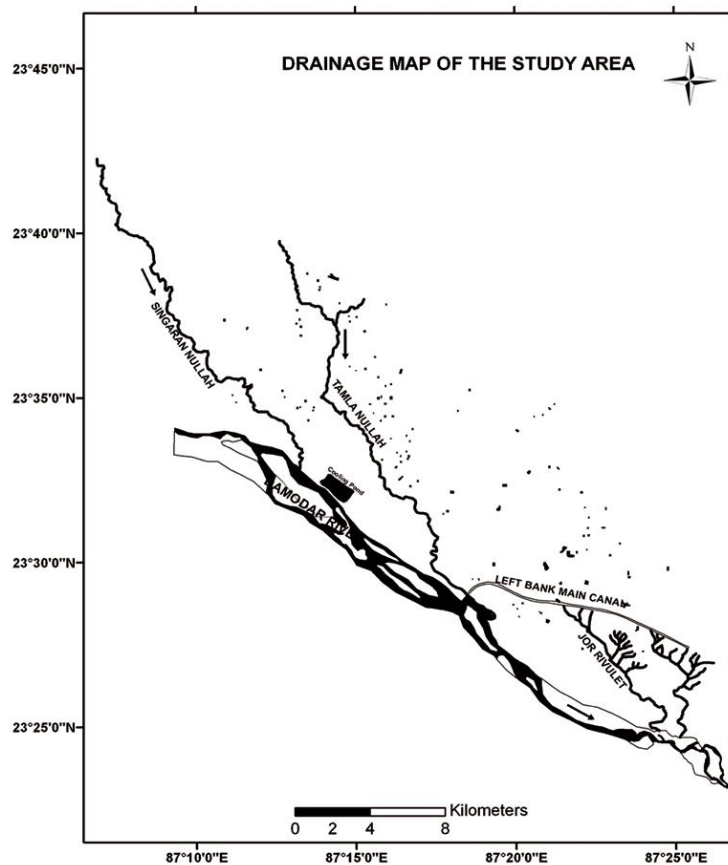 DRAINAGE MAP OF THE STUDY AREA
N
23°45'0"N
23°40'0"N
SINGARAN NULLAH
23°35'0"N
TAMLA NULLAH
Cooling Pond
DAMODAR RIVER
23°30'0"N
LEFT BANK MAIN CANAL
JOR RIVULET
23°25'0"N
Kilometers
0 2 4 8
87°10'0"E 87°15'0"E 87°20'0"E 87°25'0"E